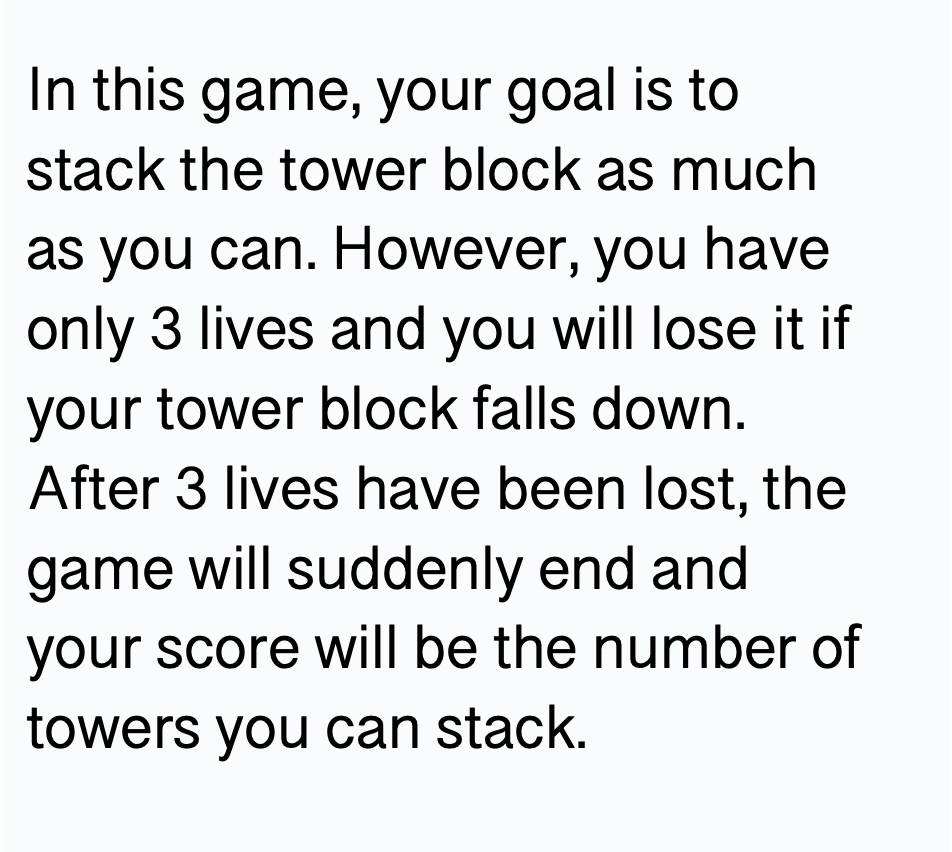 In this game, your goal is to
stack the tower block as much
as you can. However, you have
only 3 lives and you will lose it if
your tower block falls down.
After 3 lives have been lost, the
game will suddenly end and
your score will be the number of
towers you can stack.